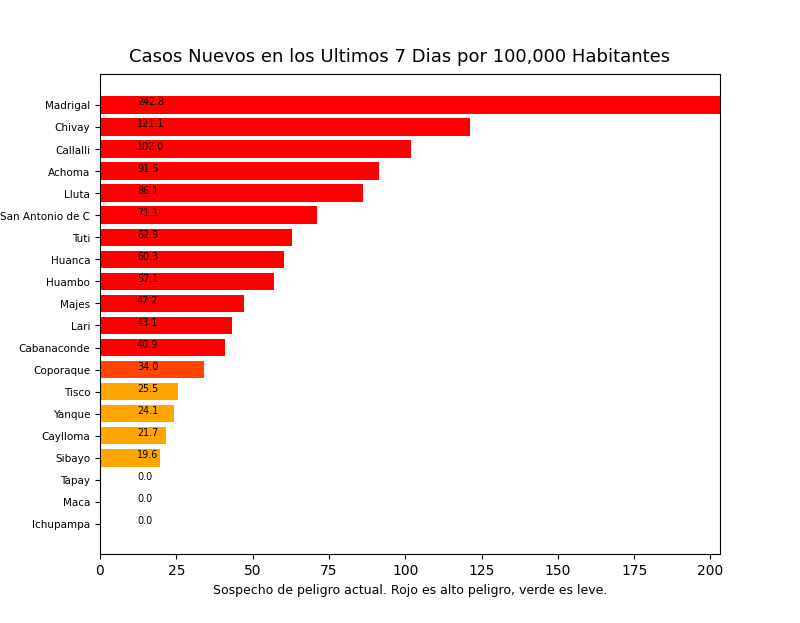 Casos Nuevos en los Ultimos 7 Dias por 100,000 Habitantes
Madrigal 242.8
Chivay 121.1
Callalli 102.0
Achoma 91.5
Lluta 86.1
San Antonio de C 71.1
Tuti 62.9
Huanca 60.3
Huambo 57.1
Majes 47.2
Lari 43.1
Cabanaconde 40.9
Coporaque 34.0
Tisco 25.5
Yanque 24.1
Caylloma 21.7
Sibayo 19.6
Tapay 0.0
Maca 0.0
Ichupampa 0.0
0 25 50 75 100 125 150 175 200
Sospecho de peligro actual. Rojo es alto peligro, verde es leve.